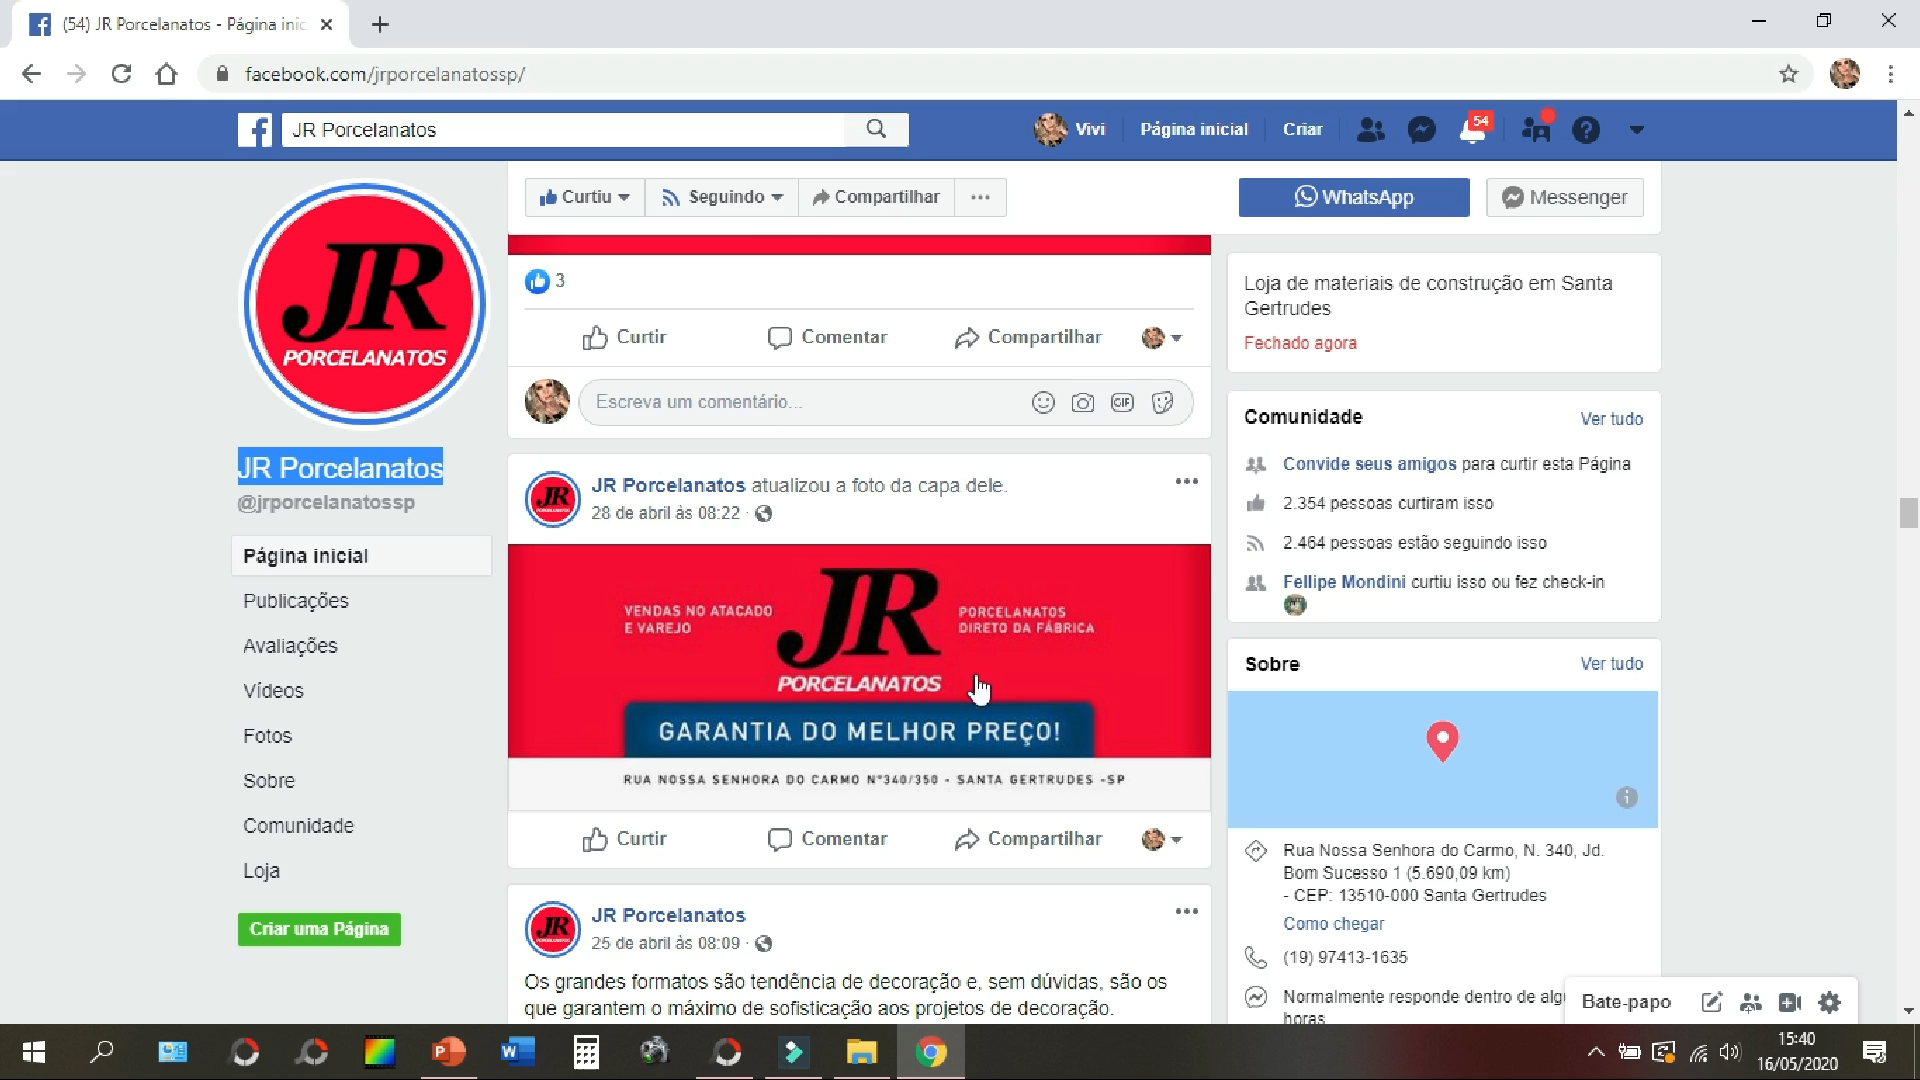 (54) JR Porcelanatos - Página inic
facebook.com/jrporcelanatossp/
JR Porcelanatos
Vivi
Página inicial
Criar
54
Curtiu
Seguindo
Compartilhar
WhatsApp
Messenger
JR
PORCELANATOS
JR Porcelanatos
@jrporcelanatossp
Página inicial
Publicações
Avaliações
Vídeos
Fotos
Sobre
Comunidade
Loja
Criar uma Página
3
Curtir
Comentar
Compartilhar
Escreva um comentário...
GIF
JR
JR Porcelanatos atualizou a foto da capa dele.
28 de abril às 08:22 ·
VENDAS NO ATACADO
E VAREJO
JR
PORCELANATOS
PORCELANATOS
DIRETO DA FÁBRICA
GARANTIA DO MELHOR PREÇO!
RUA NOSSA SENHORA DO CARMO N°340/350 - SANTA GERTRUDES -SP
Curtir
Comentar
Compartilhar
JR
JR Porcelanatos
25 de abril às 08:09 ·
Os grandes formatos são tendência de decoração e, sem dúvidas, são os
que garantem o máximo de sofisticação aos projetos de decoração.
Loja de materiais de construção em Santa
Gertrudes
Fechado agora
Comunidade
Ver tudo
Convide seus amigos para curtir esta Página
2.354 pessoas curtiram isso
2.464 pessoas estão seguindo isso
Fellipe Mondini curtiu isso ou fez check-in
Sobre
Ver tudo
Rua Nossa Senhora do Carmo, N. 340, Jd.
Bom Sucesso 1 (5.690,09 km)
- CEP: 13510-000 Santa Gertrudes
Como chegar
(19) 97413-1635
Normalmente responde dentro de alg
horas
Bate-papo
15:40
16/05/2020